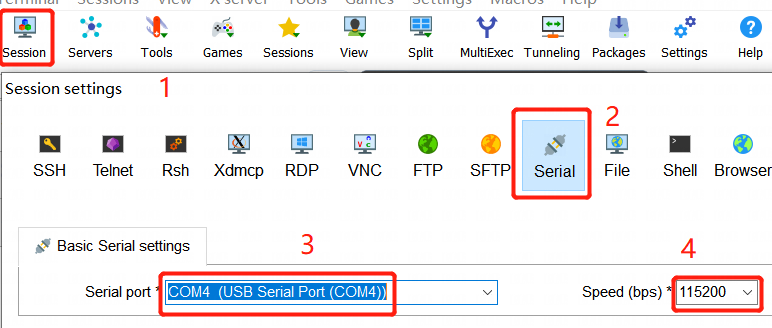 Terminal Sessions View X server Tools Games Settings Macros Help
Session Servers Tools Games Sessions View Split MultiExec Tunneling Packages Settings Help
Session settings 1
2
SSH Telnet Rsh Xdmcp RDP VNC FTP SFTP Serial File Shell Browser
Basic Serial settings 3 4
Serial port * COM4 (USB Serial Port (COM4)) Speed (bps) * 115200